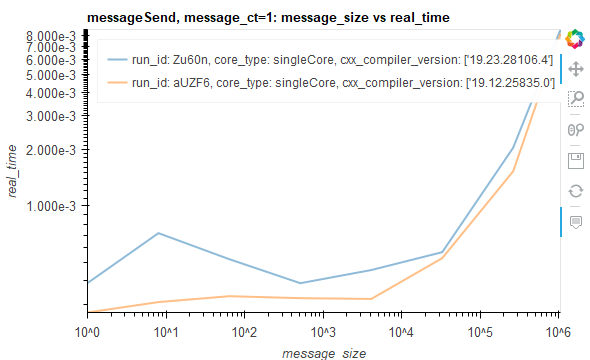 messageSend, message_ct=1: message_size vs real_time
8.000e-3
7.000e-3
6.000e-3
5.000e-3
4.000e-3
3.000e-3
2.000e-3
1.000e-3
real_time
run_id: Zu60n, core_type: singleCore, cxx_compiler_version: ['19.23.28106.4']
run_id: aUZF6, core_type: singleCore, cxx_compiler_version: ['19.12.25835.0']
10^0 10^1 10^2 10^3 10^4 10^5 10^6
message_size